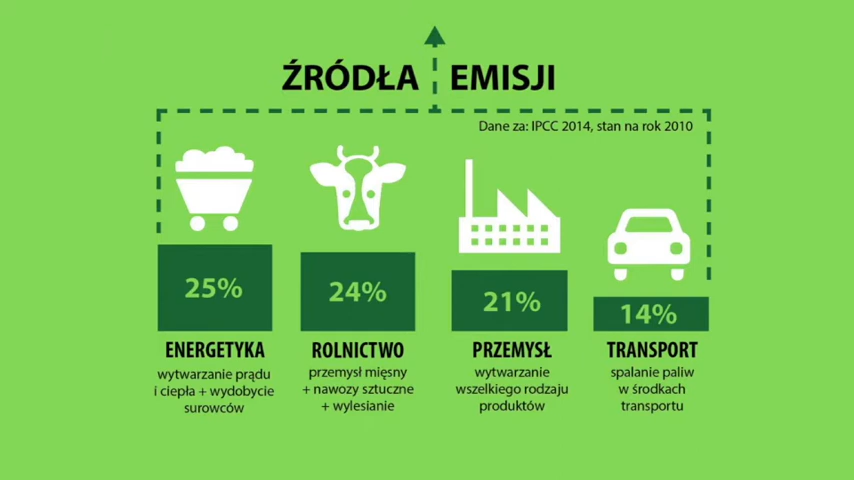 ŹRÓDŁA EMISJI
Dane za: IPCC 2014, stan na rok 2010
25%
24%
21%
14%
ENERGETYKA
wytwarzanie prądu
i ciepła + wydobycie
surowców
ROLNICTWO
przemysł mięsny
+ nawozy sztuczne
+ wylesianie
PRZEMYSŁ
wytwarzanie
wszelkiego rodzaju
produktów
TRANSPORT
spalanie paliw
w środkach
transportu